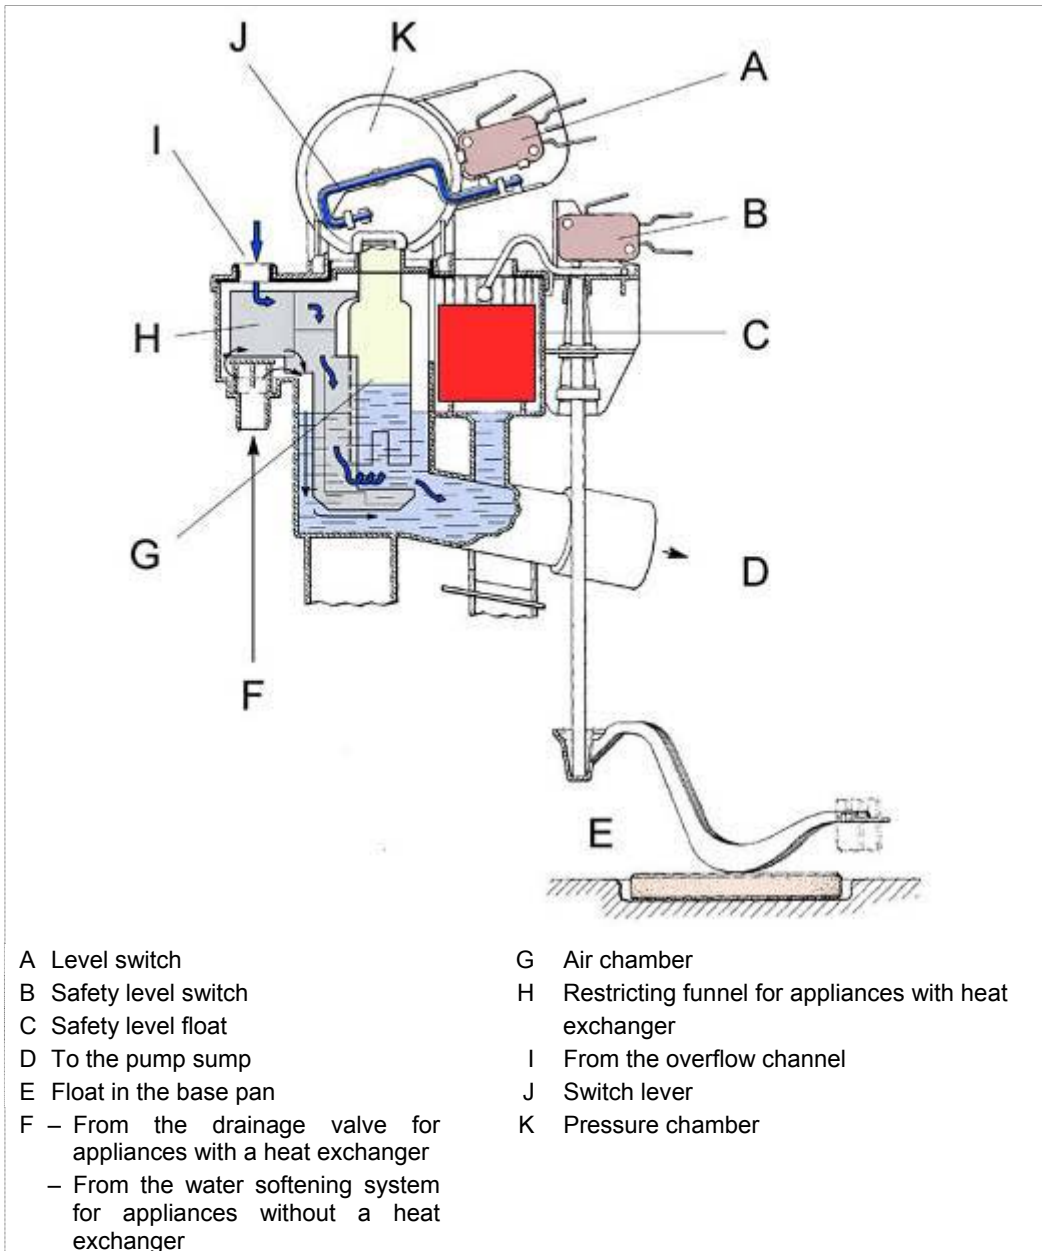 J
K
A
I
B
H
C
G
D
F
E
A Level switch
B Safety level switch
C Safety level float
D To the pump sump
E Float in the base pan
F – From the drainage valve for
appliances with a heat exchanger
– From the water softening system
for appliances without a heat
exchanger
G Air chamber
H Restricting funnel for appliances with heat
exchanger
I From the overflow channel
J Switch lever
K Pressure chamber